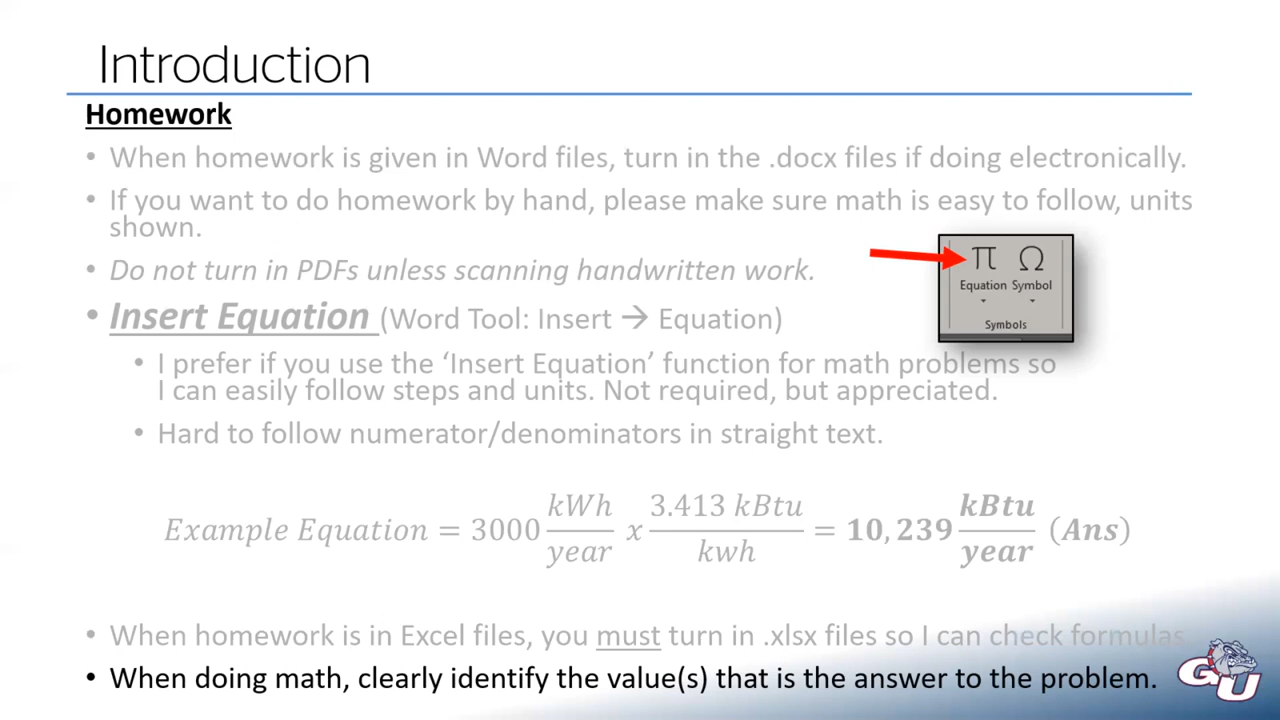 Introduction
Homework
• When homework is given in Word files, turn in the .docx files if doing electronically.
• If you want to do homework by hand, please make sure math is easy to follow, units
shown.
• Do not turn in PDFs unless scanning handwritten work.
π Ω
Equation Symbol
Symbols
• Insert Equation (Word Tool: Insert → Equation)
• I prefer if you use the ‘Insert Equation’ function for math problems so
I can easily follow steps and units. Not required, but appreciated.
• Hard to follow numerator/denominators in straight text.
Example Equation = 3000 kWh/year x 3.413 kBtu/kwh = 10,239 kBtu/year (Ans)
• When homework is in Excel files, you must turn in .xlsx files so I can check formulas.
• When doing math, clearly identify the value(s) that is the answer to the problem.
GU